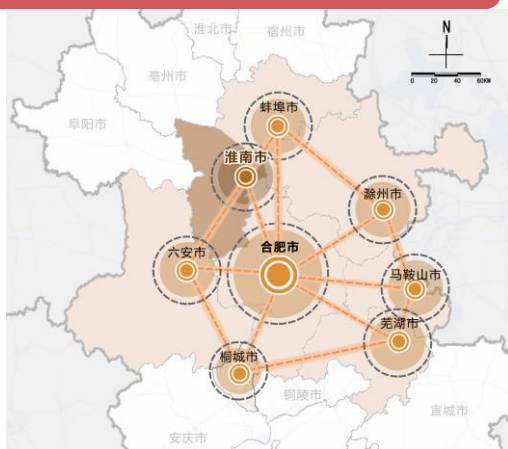 淮北市
宿州市
N
亳州市
0 20 40 60KM
蚌埠市
阜阳市
淮南市
滁州市
合肥市
六安市
马鞍山市
芜湖市
桐城市
铜陵市
宣城市
安庆市